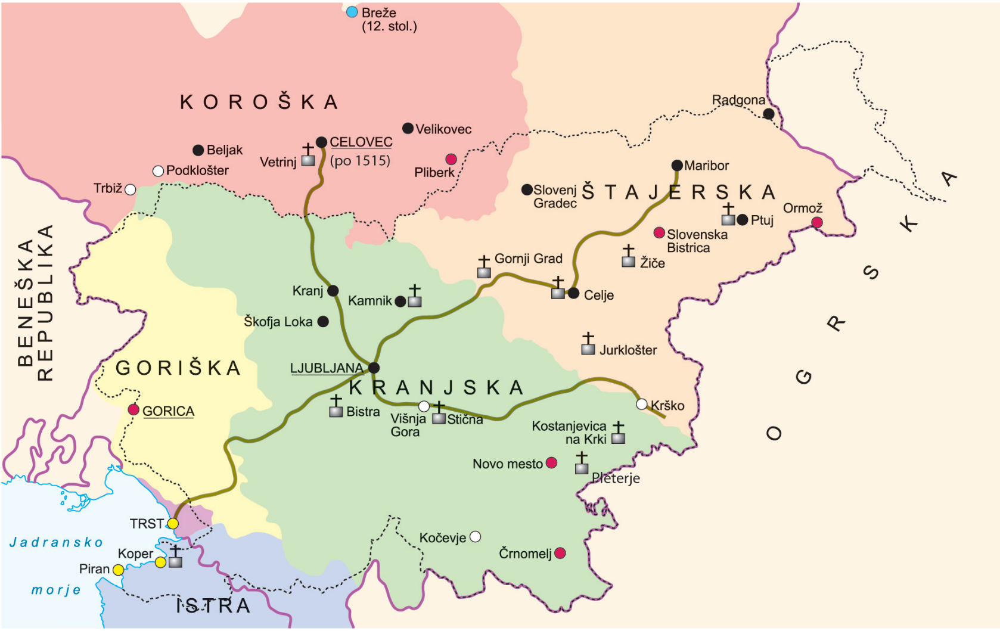 Breže
(12. stol.)
KOROŠKA
Radgona
Velikovec
Beljak
CELOVEC
(po 1515)
Vetrinj
Podklošter
Pliberk
Trbiž
Maribor
Slovenj
Gradec
ŠTAJERSKA
Ptuj
Ormož
Slovenska
Bistrica
Žiče
Gornji Grad
Celje
Kranj
Kamnik
Škofja Loka
Jurklošter
BENEŠKA
REPUBLIKA
GORIŠKA
LJUBLJANA
KRANJSKA
OGRSKA
GORICA
Bistra
Višnja
Gora
Stična
Krško
Kostanjevica
na Krki
Novo mesto
Pleterje
TRST
Jadransko
morje
Koper
Piran
Kočevje
Črnomelj
ISTRA